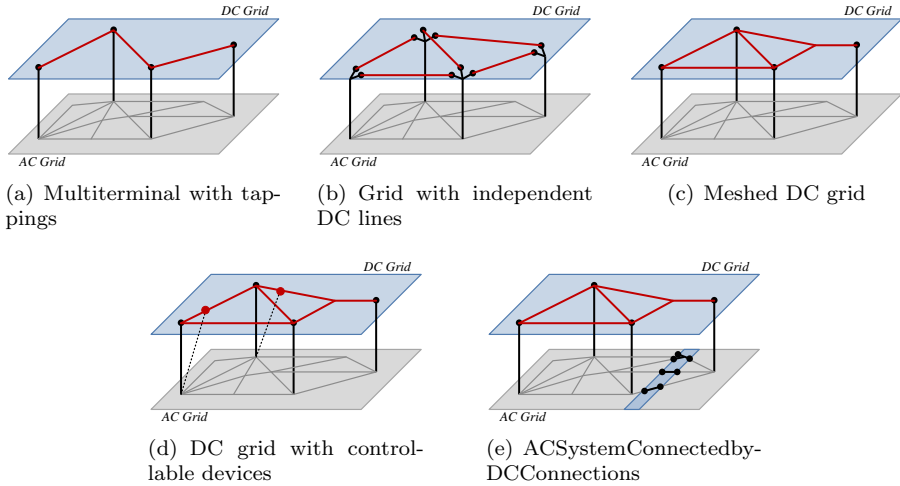 DC Grid
DC Grid
DC Grid
AC Grid
AC Grid
AC Grid
(a) Multiterminal with tap-
pings
(b) Grid with independent
DC lines
(c) Meshed DC grid
DC Grid
DC Grid
AC Grid
AC Grid
(d) DC grid with control-
lable devices
(e) ACSystemConnectedby-
DCConnections